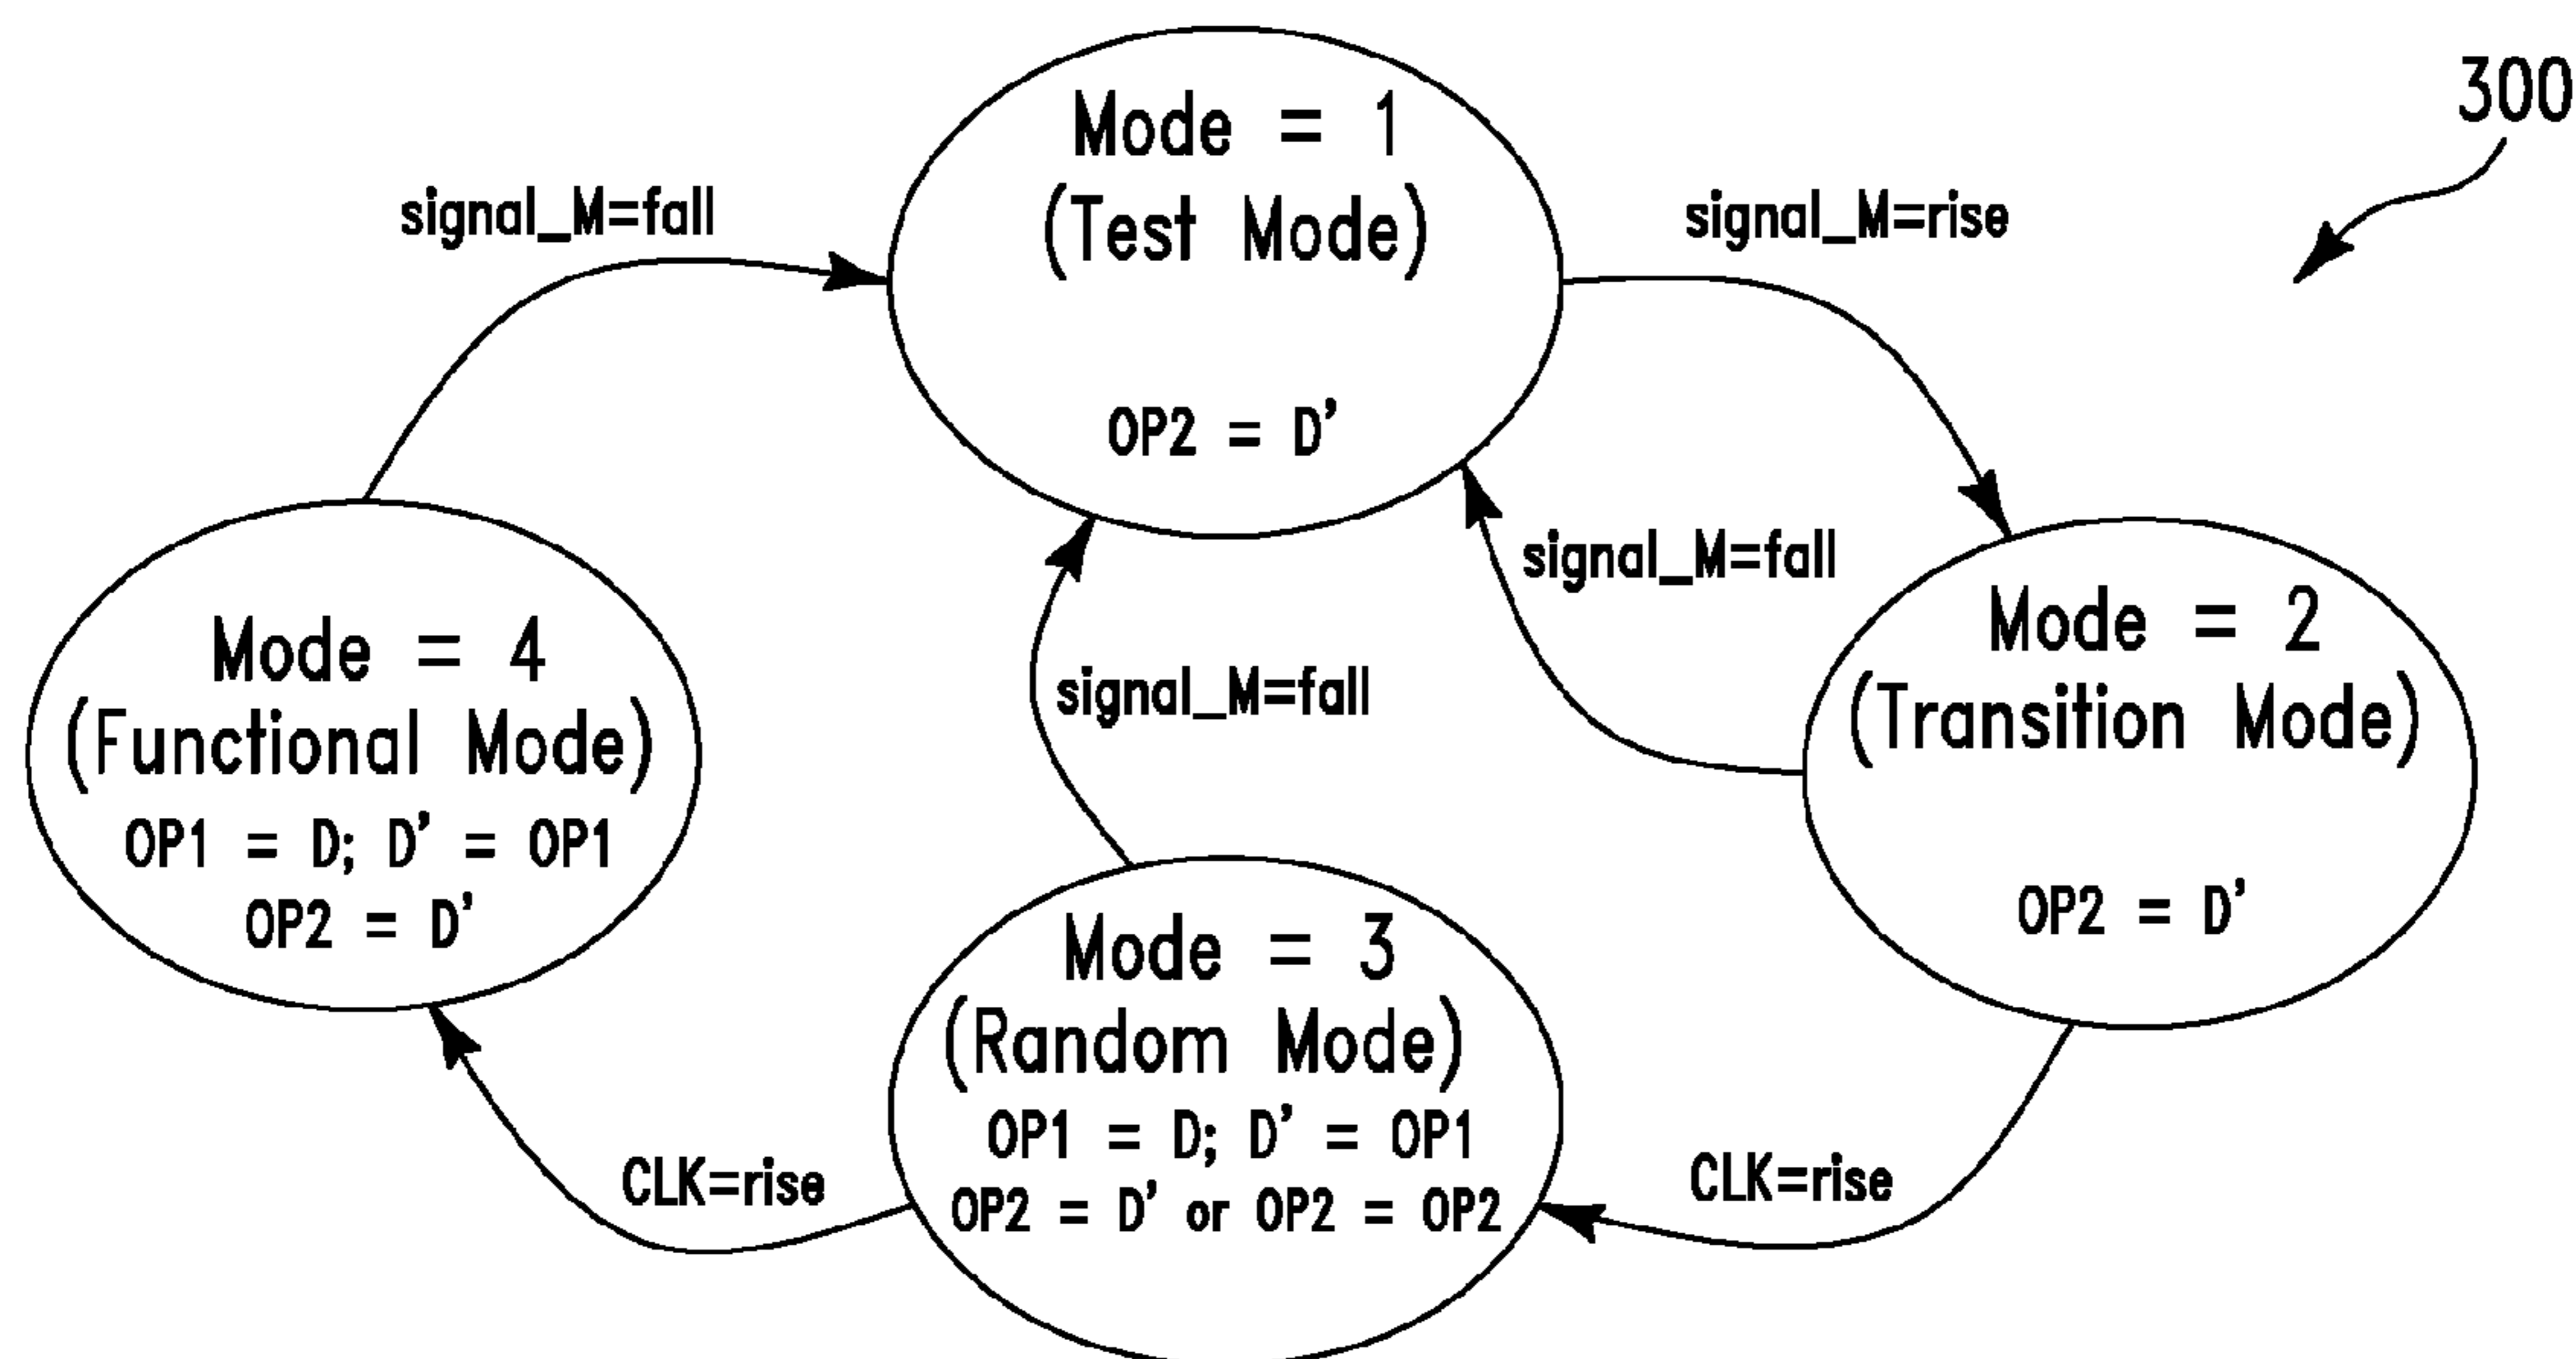 300
Mode = 1
(Test Mode)
OP2 = D'
signal_M=fall
signal_M=rise
signal_M=fall
signal_M=fall
Mode = 2
(Transition Mode)
OP2 = D'
Mode = 4
(Functional Mode)
OP1 = D; D' = OP1
OP2 = D'
Mode = 3
(Random Mode)
OP1 = D; D' = OP1
OP2 = D' or OP2 = OP2
CLK=rise
CLK=rise